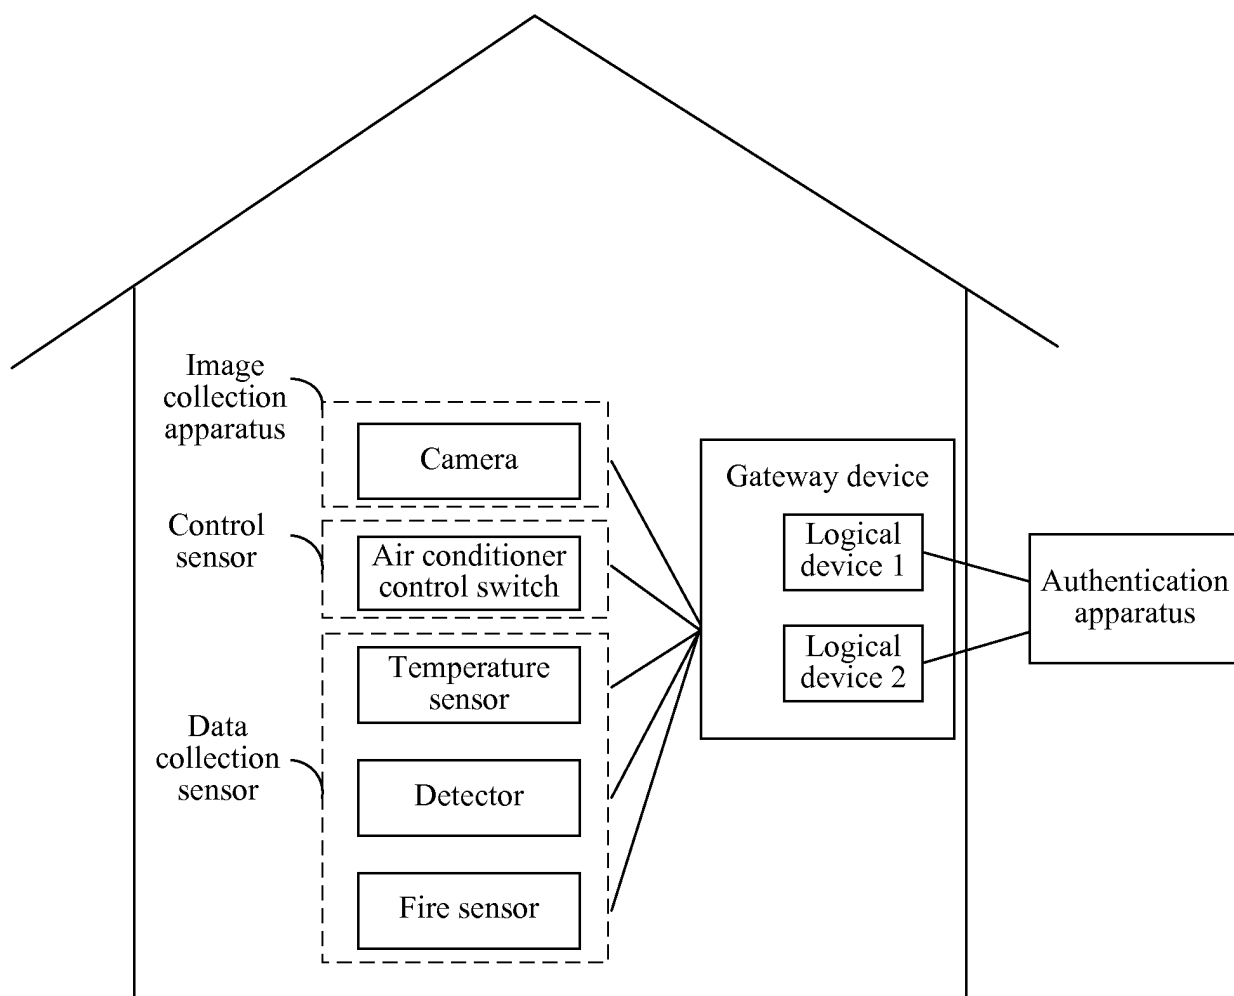 Image
collection
apparatus
Camera
Control
sensor
Air conditioner
control switch
Data
collection
sensor
Temperature
sensor
Detector
Fire sensor
Gateway device
Logical
device 1
Logical
device 2
Authentication
apparatus